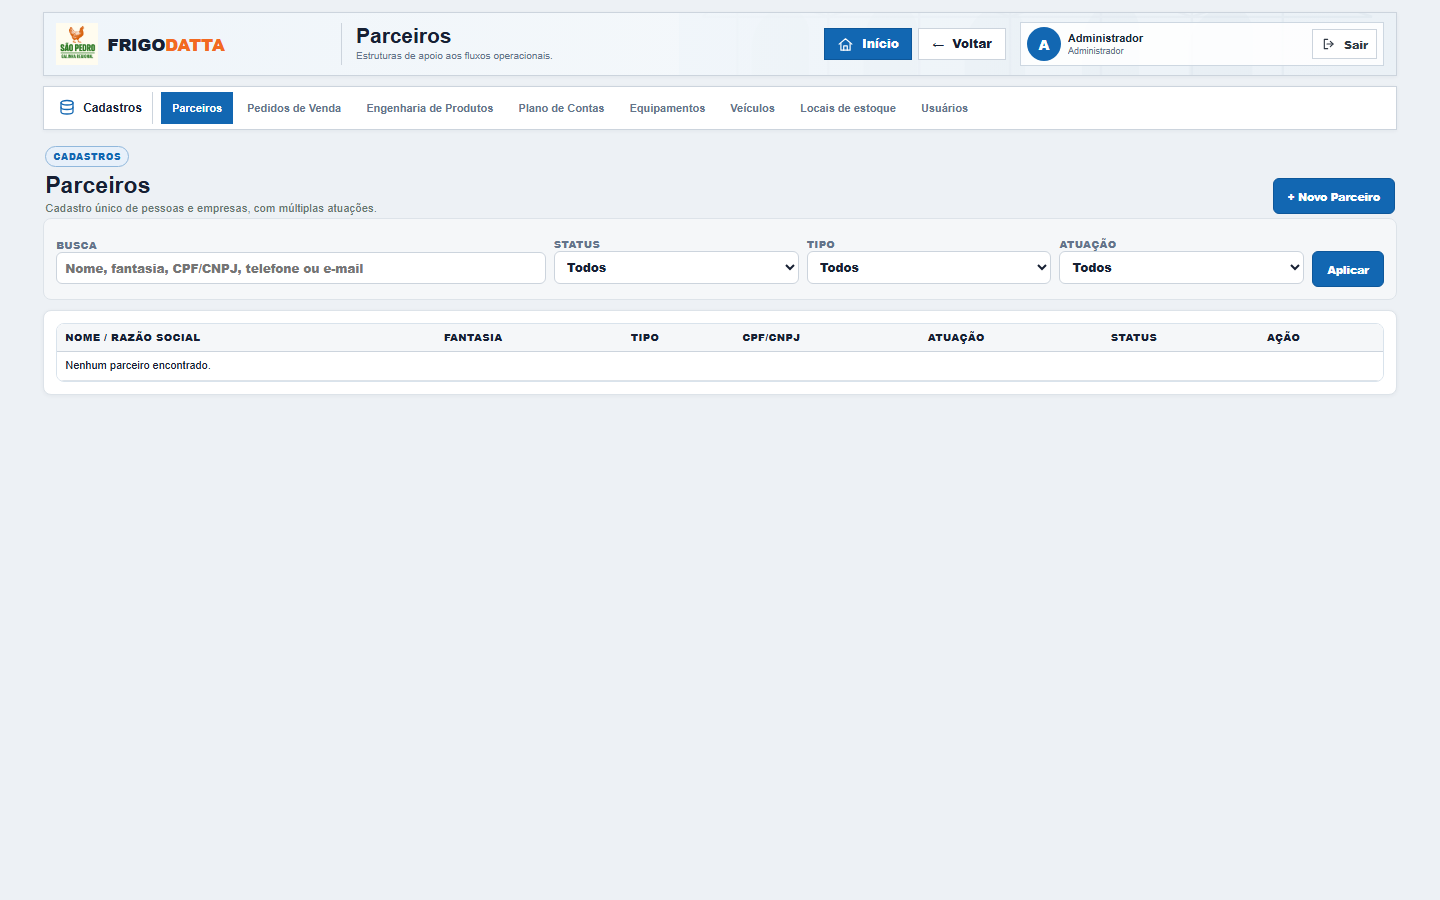 SÃO PEDRO
FRIGODATTA
Parceiros
Estruturas de apoio aos fluxos operacionais.
Início
← Voltar
A
Administrador
Administrador
Sair
Cadastros
Parceiros
Pedidos de Venda
Engenharia de Produtos
Plano de Contas
Equipamentos
Veículos
Locais de estoque
Usuários
CADASTROS
Parceiros
Cadastro único de pessoas e empresas, com múltiplas atuações.
+ Novo Parceiro
BUSCA
Nome, fantasia, CPF/CNPJ, telefone ou e-mail
STATUS
Todos
TIPO
Todos
ATUAÇÃO
Todos
Aplicar
NOME / RAZÃO SOCIAL FANTASIA TIPO CPF/CNPJ ATUAÇÃO STATUS AÇÃO
Nenhum parceiro encontrado.